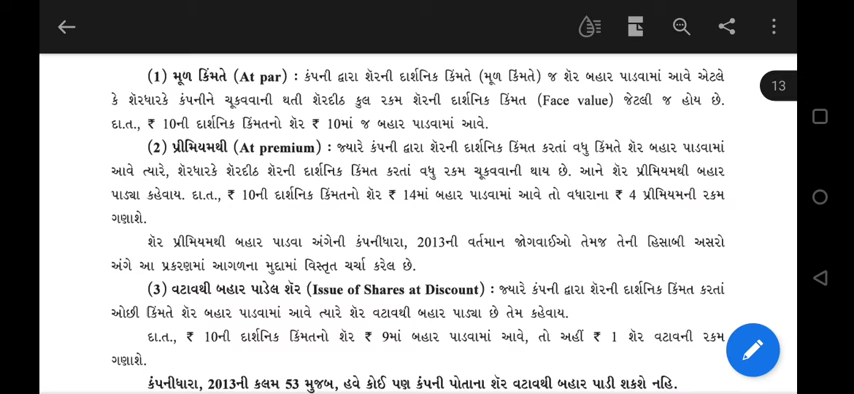 (1) મૂળ કિંમતે (At par) : કંપની દ્વારા શૅરની દાર્શનિક કિંમતે (મૂળ કિંમતે) જ શૅર બહાર પાડવામાં આવે એટલે
કે શૅરધારકે કંપનીને ચૂકવવાની થતી શૅરદીઠ કુલ રકમ શૅરની દાર્શનિક કિંમત (Face value) જેટલી જ હોય છે.
13
દા.ત., ₹ 10ની દાર્શનિક કિંમતનો શૅર ₹ 10માં જ બહાર પાડવામાં આવે.
(2) પ્રીમિયમથી (At premium) : જ્યારે કંપની દ્વારા શૅરની દાર્શનિક કિંમત કરતાં વધુ કિંમતે શૅર બહાર પાડવામાં
આવે ત્યારે, શૅરધારકે શૅરદીઠ શૅરની દાર્શનિક કિંમત કરતાં વધુ રકમ ચૂકવવાની થાય છે. આને શૅર પ્રીમિયમથી બહાર
પાડ્યા કહેવાય. દા.ત., ₹ 10ની દાર્શનિક કિંમતનો શૅર ₹ 14માં બહાર પાડવામાં આવે તો વધારાના ₹ 4 પ્રીમિયમની રકમ
ગણાશે.
શૅર પ્રીમિયમથી બહાર પાડવા અંગેની કંપનીધારા, 2013ની વર્તમાન જોગવાઈઓ તેમજ તેની હિસાબી અસરો
અંગે આ પ્રકરણમાં આગળના મુદ્દામાં વિસ્તૃત ચર્ચા કરેલ છે.
(3) વટાવથી બહાર પાડેલ શૅર (Issue of Shares at Discount) : જ્યારે કંપની દ્વારા શૅરની દાર્શનિક કિંમત કરતાં
ઓછી કિંમતે શૅર બહાર પાડવામાં આવે ત્યારે શૅર વટાવથી બહાર પાડ્યા છે તેમ કહેવાય.
દા.ત., ₹ 10ની દાર્શનિક કિંમતનો શૅર ₹ 9માં બહાર પાડવામાં આવે, તો અહીં ₹ 1 શૅર વટાવની રકમ
ગણાશે.
કંપનીધારા, 2013ની કલમ 53 મુજબ, હવે કોઈ પણ કંપની પોતાના શૅર વટાવથી બહાર પાડી શકશે નહિ.